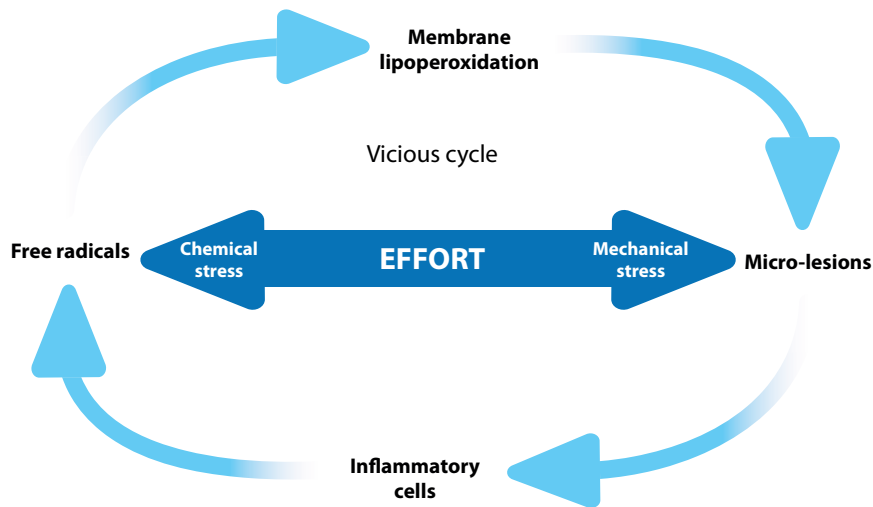 Membrane
lipoperoxidation
Vicious cycle
Free radicals
Chemical
stress
EFFORT
Mechanical
stress
Micro-lesions
Inflammatory
cells